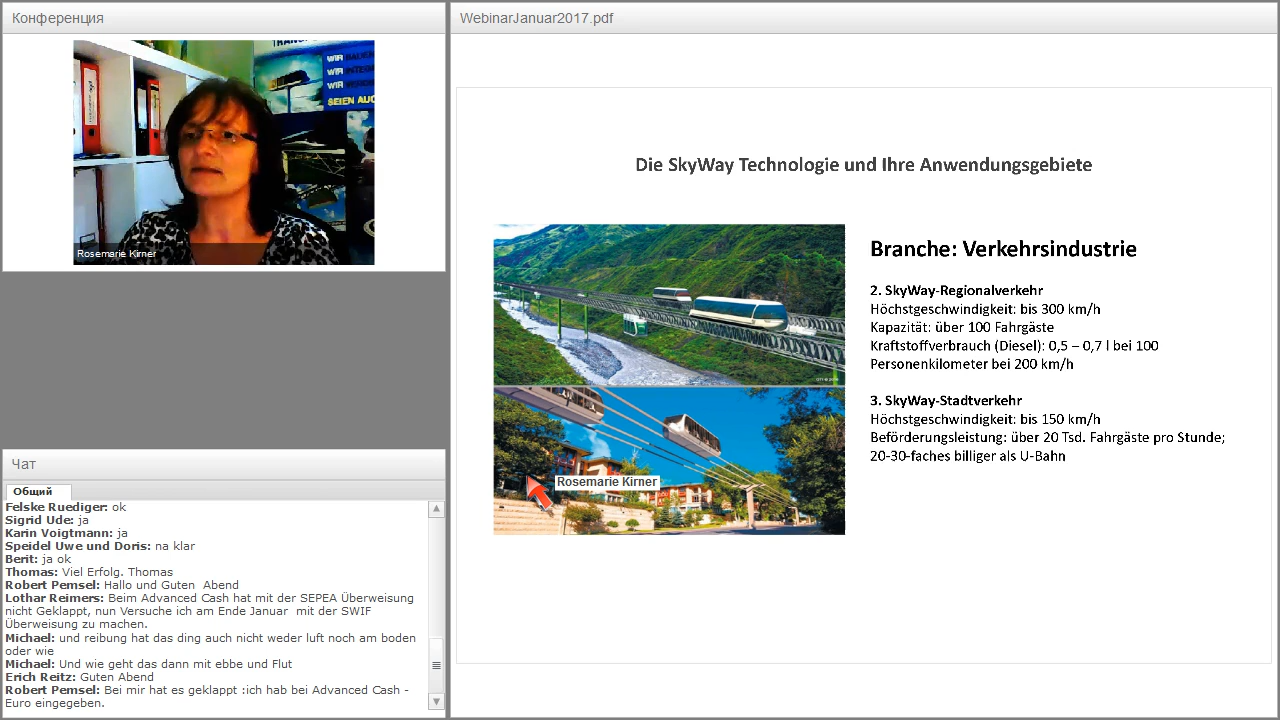 Конференция
TRANS
WIR BAUEN
WIR
WIR
SEIEN AUC
Rosemarie Kirner
Чат
Общий
Felske Ruediger: ok
Sigrid Ude: ja
Karin Voigtmann: ja
Speidel Uwe und Doris: na klar
Berit: ja ok
Thomas: Viel Erfolg. Thomas
Robert Pemsel: Hallo und Guten  Abend
Lothar Reimers: Beim Advanced Cash hat mit der SEPEA Überweisung
nicht Geklappt, nun Versuche ich am Ende Januar  mit der SWIF
Überweisung zu machen.
Michael: und reibung hat das ding auch nicht weder luft noch am boden
oder wie
Michael: Und wie geht das dann mit ebbe und Flut
Erich Reitz: Guten Abend
Robert Pemsel: Bei mir hat es geklappt :ich hab bei Advanced Cash -
Euro eingegeben.
WebinarJanuar2017.pdf
Die SkyWay Technologie und Ihre Anwendungsgebiete
Rosemarie Kirner
Branche: Verkehrsindustrie
2. SkyWay-Regionalverkehr
Höchstgeschwindigkeit: bis 300 km/h
Kapazität: über 100 Fahrgäste
Kraftstoffverbrauch (Diesel): 0,5 – 0,7 l bei 100
Personenkilometer bei 200 km/h
3. SkyWay-Stadtverkehr
Höchstgeschwindigkeit: bis 150 km/h
Beförderungsleistung: über 20 Tsd. Fahrgäste pro Stunde;
20-30-faches billiger als U-Bahn